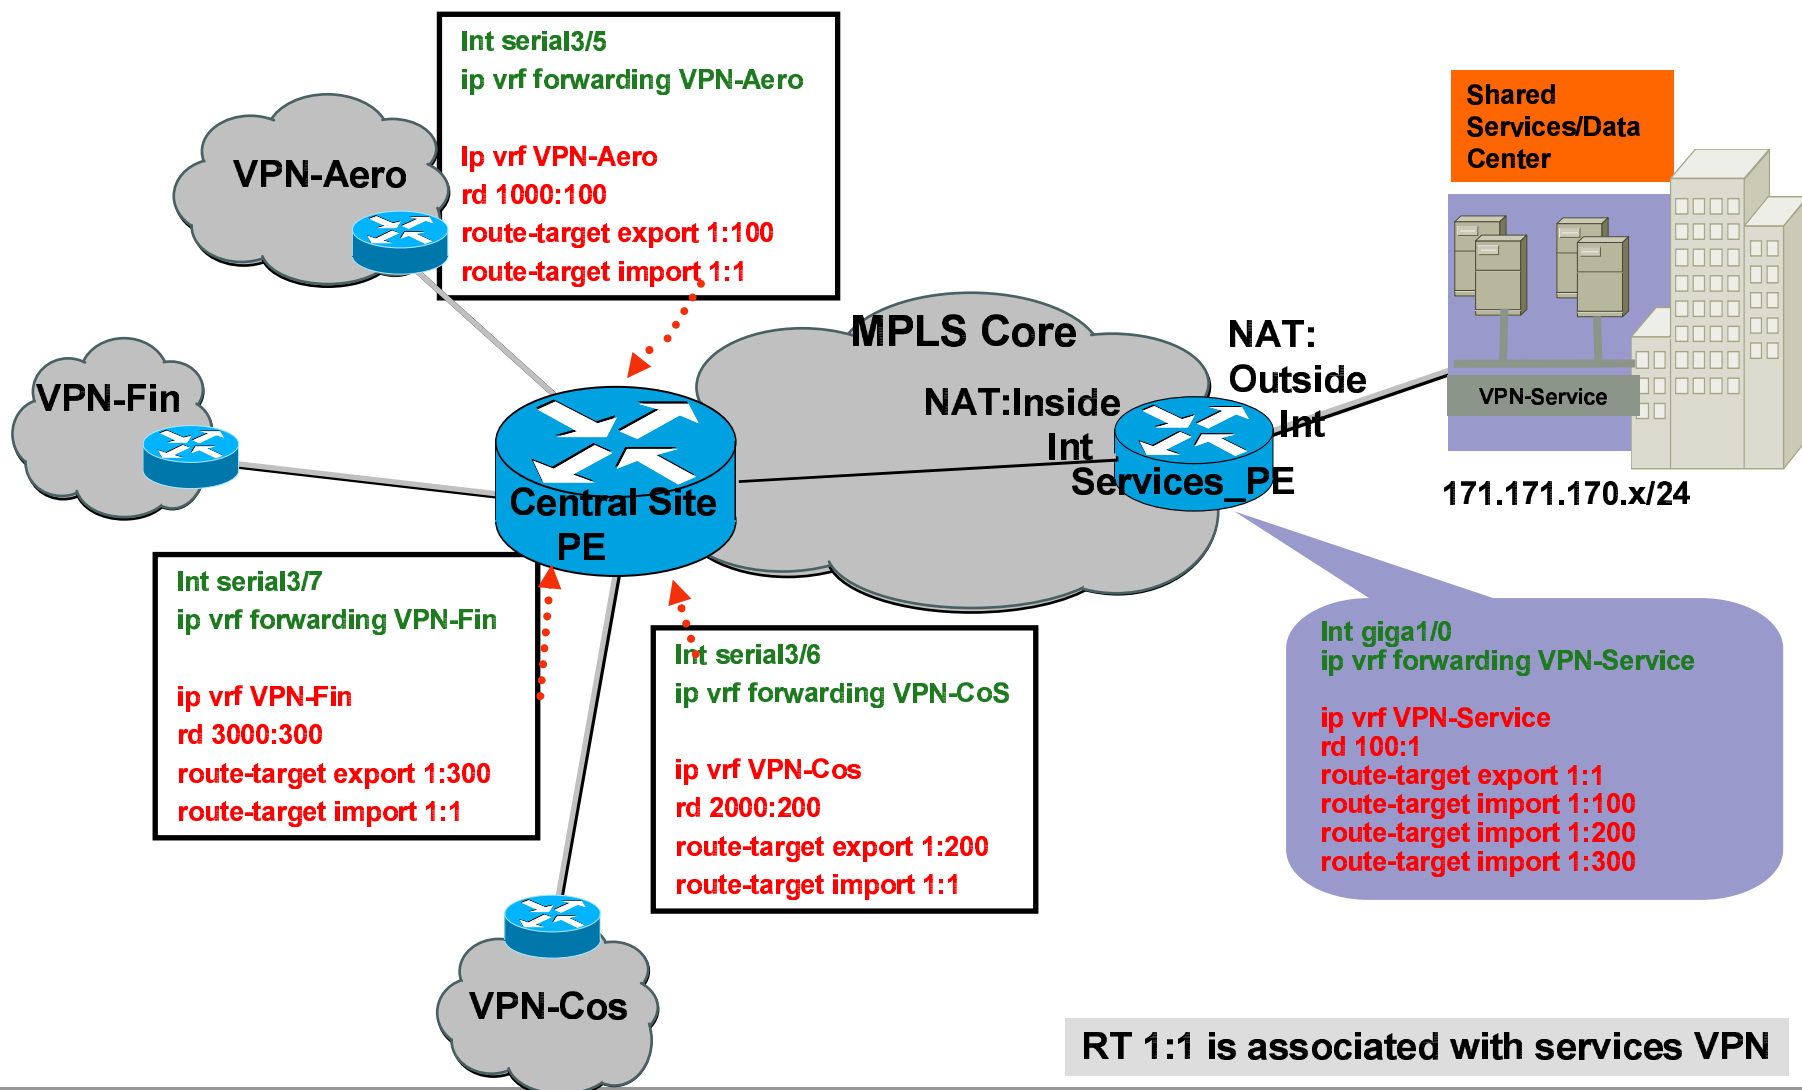 Int serial3/5
ip vrf forwarding VPN-Aero
Ip vrf VPN-Aero
rd 1000:100
route-target export 1:100
route-target import 1:1
VPN-Aero
Shared
Services/Data
Center
MPLS Core
NAT:
Outside
Int
NAT:Inside
Int
Services_PE
VPN-Service
171.171.170.x/24
VPN-Fin
Central Site
PE
Int serial3/7
ip vrf forwarding VPN-Fin
ip vrf VPN-Fin
rd 3000:300
route-target export 1:300
route-target import 1:1
Int serial3/6
ip vrf forwarding VPN-CoS
ip vrf VPN-Cos
rd 2000:200
route-target export 1:200
route-target import 1:1
Int giga1/0
ip vrf forwarding VPN-Service
ip vrf VPN-Service
rd 100:1
route-target export 1:1
route-target import 1:100
route-target import 1:200
route-target import 1:300
VPN-Cos
RT 1:1 is associated with services VPN